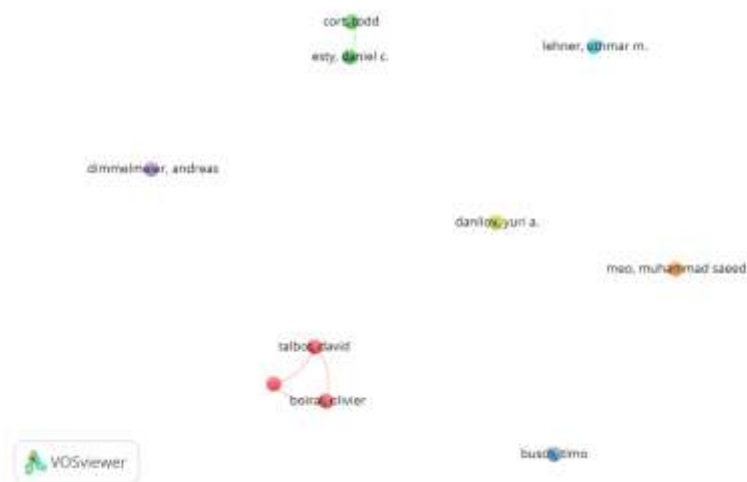 cort, todd
esty, daniel c.
lehner, othmar m.
dimmelmeier, andreas
danilov, yuri a.
meo, muhammad saeed
talbot, david
boiral, olivier
busch, timo
VOSviewer